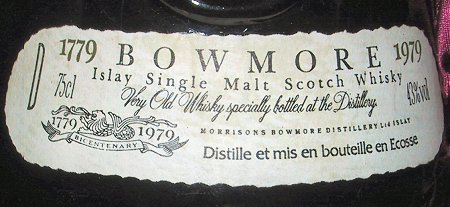 1779 BOWMORE 1979
Islay Single Malt Scotch Whisky
75cl
43%vol
Very Old Whisky specially bottled at the Distillery
1779 1979
BICENTENARY
MORRISONS BOWMORE DISTILLERY Ltd ISLAY
Distille et mis en bouteille en Ecosse